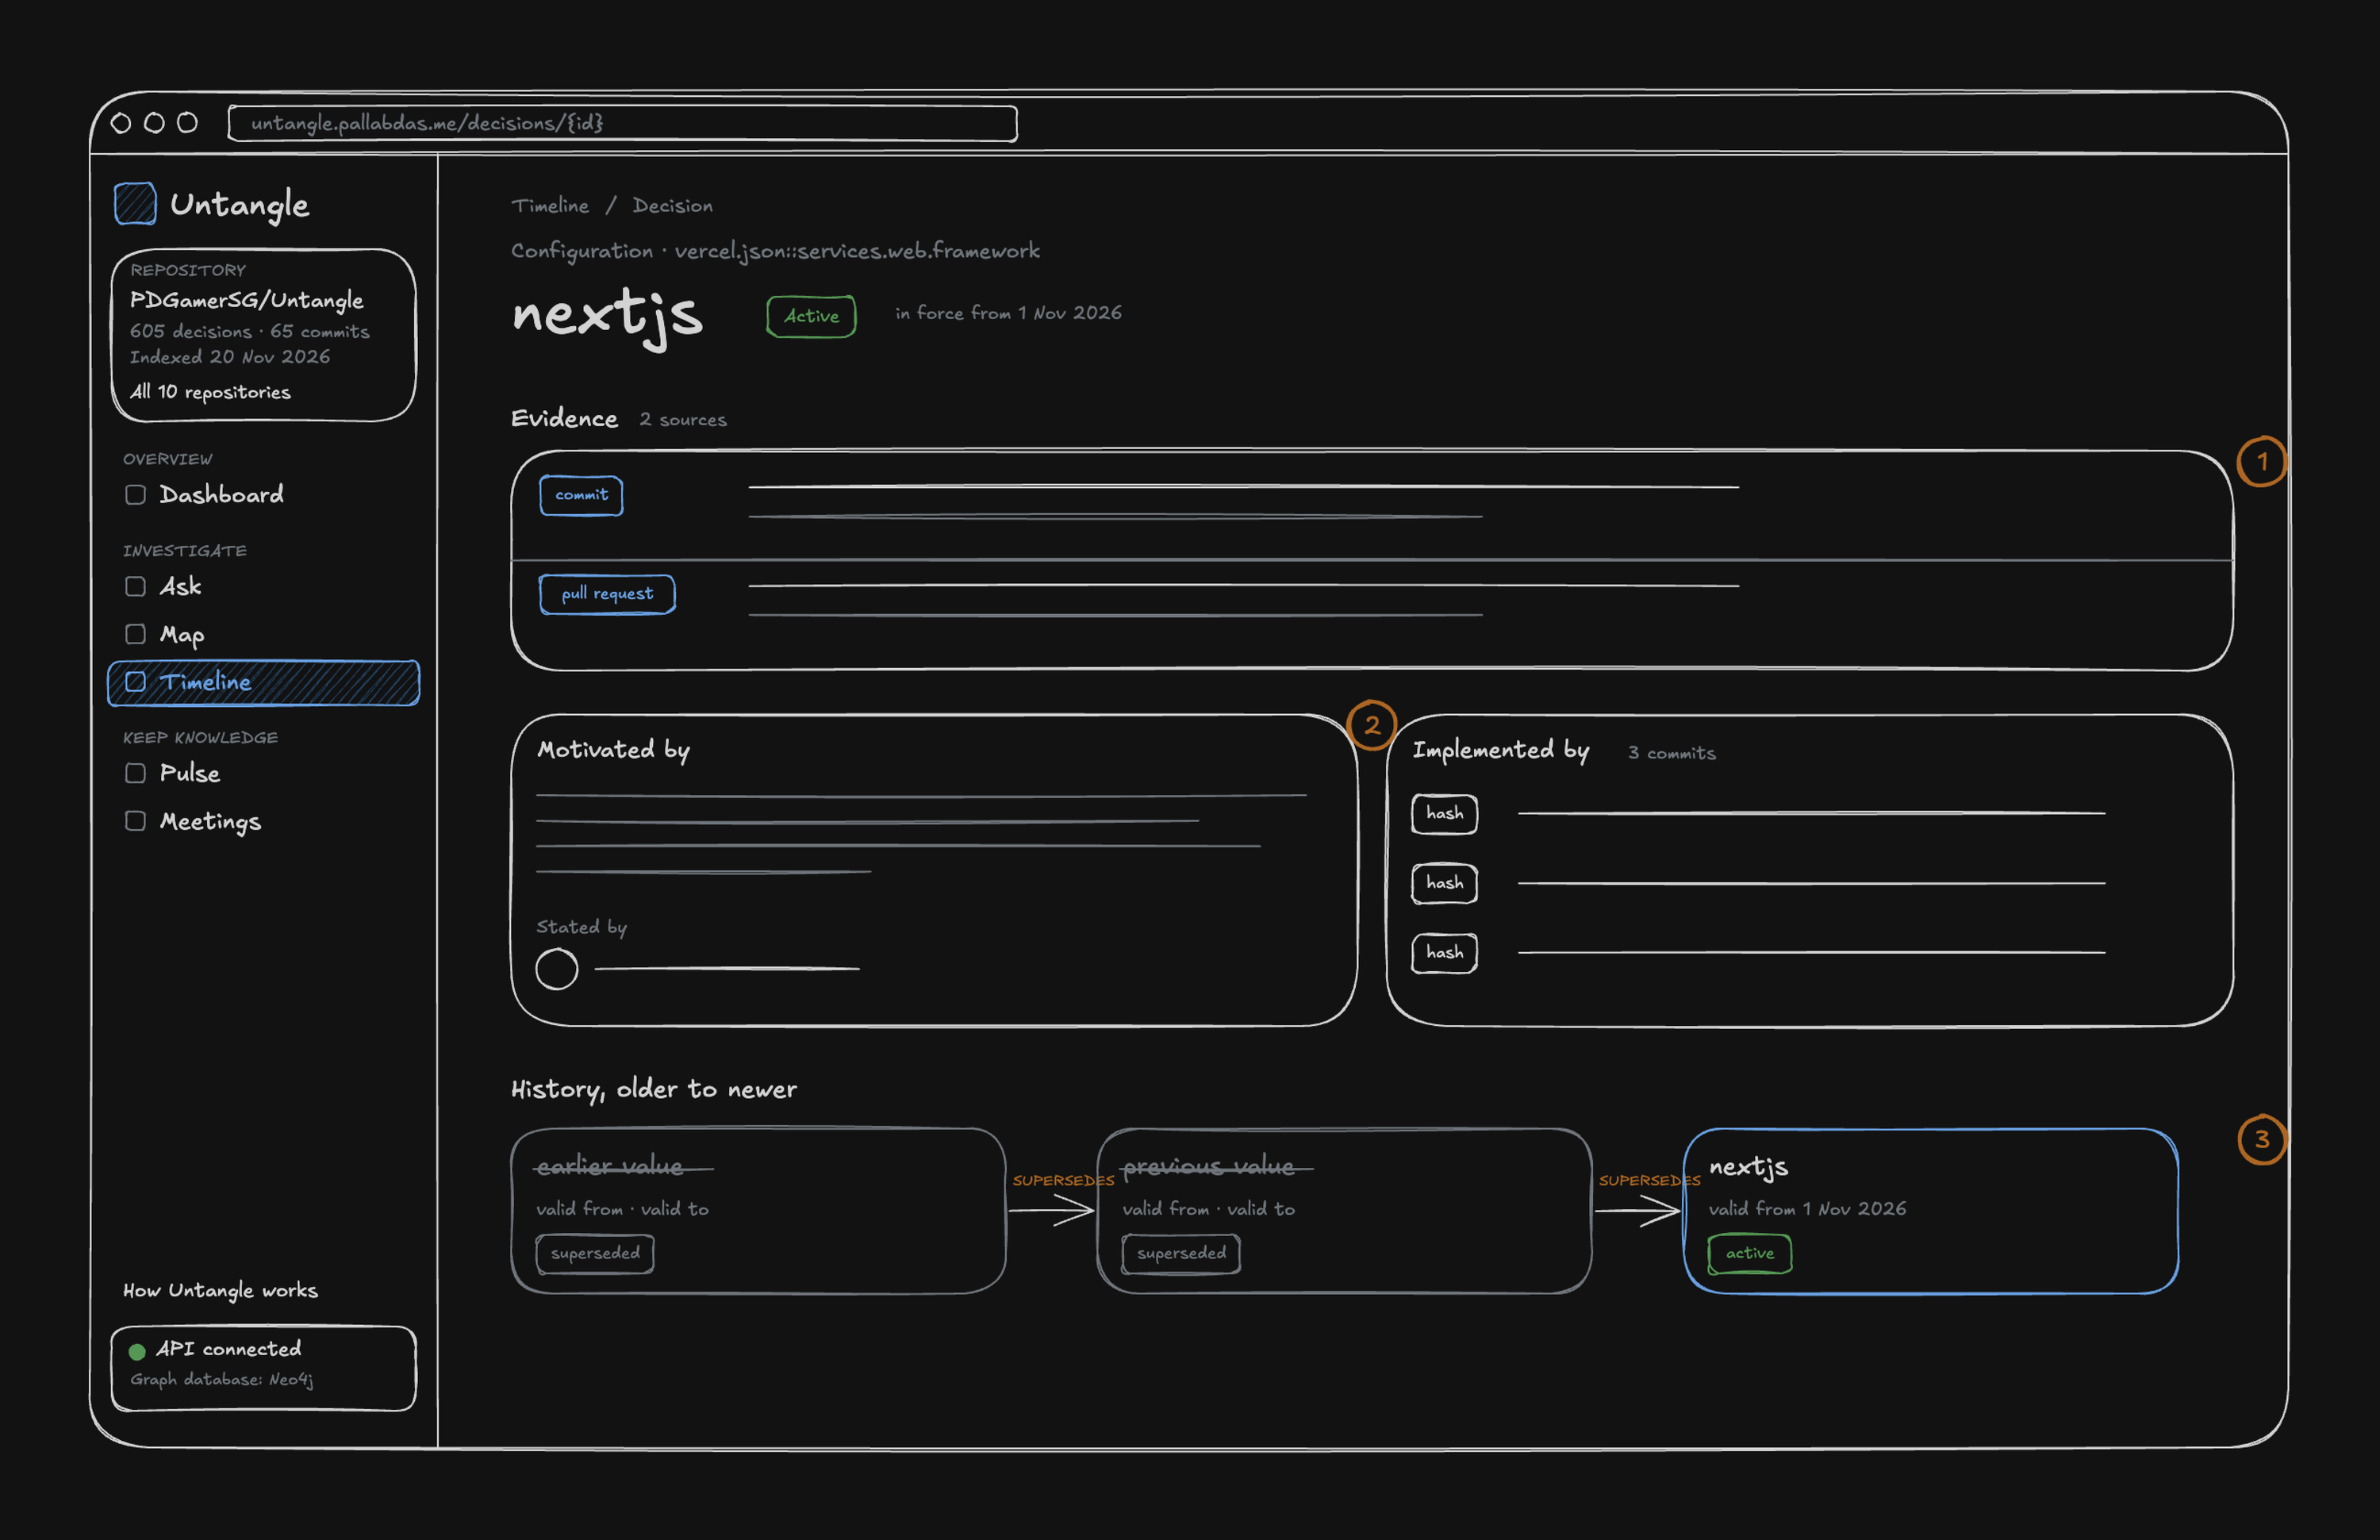 untangle.pallabdas.me/decisions/{id}
Untangle
REPOSITORY
PDGamerSG/Untangle
605 decisions · 65 commits
Indexed 20 Nov 2026
All 10 repositories
OVERVIEW
Dashboard
INVESTIGATE
Ask
Map
Timeline
KEEP KNOWLEDGE
Pulse
Meetings
How Untangle works
API connected
Graph database: Neo4j
Timeline / Decision
Configuration · vercel.json::services.web.framework
nextjs
Active
in force from 1 Nov 2026
Evidence 2 sources
1
commit
pull request
2
Motivated by
Stated by
Implemented by 3 commits
hash
hash
hash
History, older to newer
3
earlier value
valid from · valid to
superseded
SUPERSEDES
previous value
valid from · valid to
superseded
SUPERSEDES
nextjs
valid from 1 Nov 2026
active